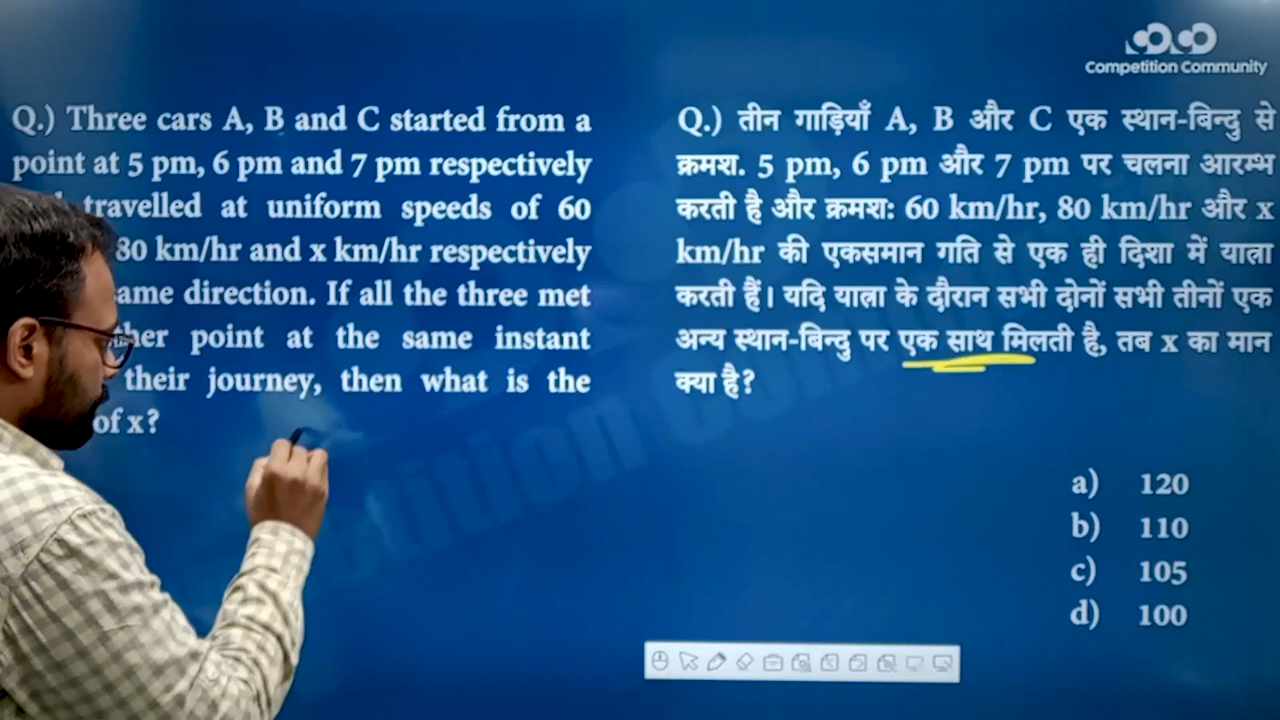 Competition Community
Q.) Three cars A, B and C started from a
point at 5 pm, 6 pm and 7 pm respectively
travelled at uniform speeds of 60
80 km/hr and x km/hr respectively
ame direction. If all the three met
her point at the same instant
their journey, then what is the
of x?
Q.) तीन गाड़ियाँ A, B और C एक स्थान-बिन्दु से
क्रमश. 5 pm, 6 pm और 7 pm पर चलना आरम्भ
करती है और क्रमश: 60 km/hr, 80 km/hr और x
km/hr की एकसमान गति से एक ही दिशा में यात्रा
करती हैं। यदि यात्रा के दौरान सभी दोनों सभी तीनों एक
अन्य स्थान-बिन्दु पर एक साथ मिलती है, तब x का मान
क्या है?
a) 120
b) 110
c) 105
d) 100